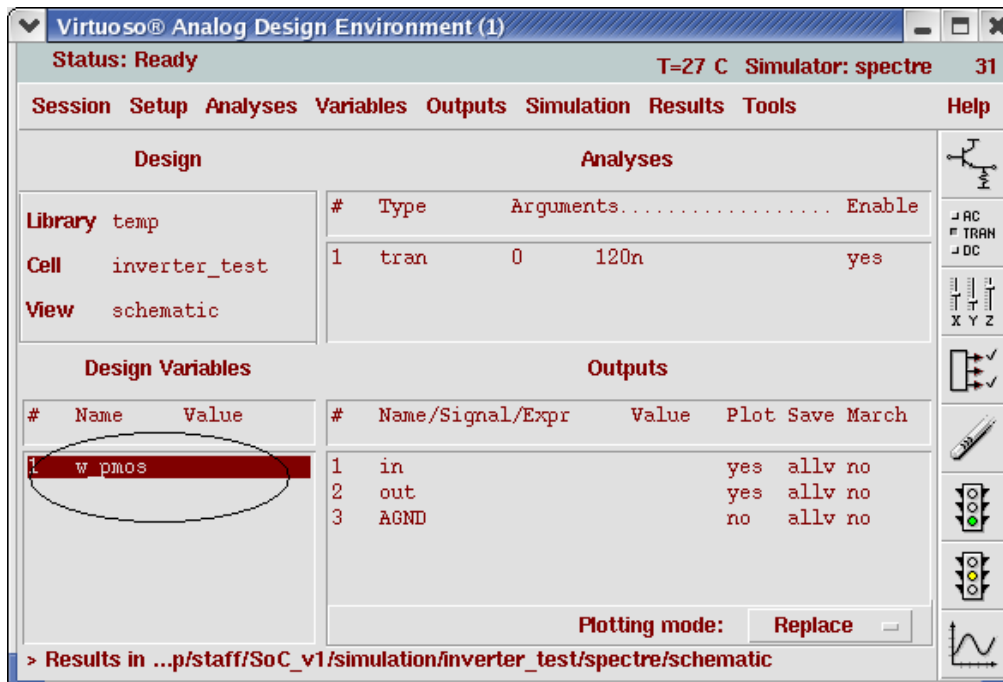 Virtuoso® Analog Design Environment (1)
Status: Ready T=27 C Simulator: spectre 31
Session Setup Analyses Variables Outputs Simulation Results Tools Help
Design
Library temp
Cell inverter_test
View schematic
Analyses
# Type Arguments................... Enable
1 tran 0 120n yes
Design Variables
# Name Value
1 w_pmos
Outputs
# Name/Signal/Expr Value Plot Save March
1 in yes allv no
2 out yes allv no
3 AGND no allv no
Plotting mode: Replace
AC
TRAN
DC
X Y Z
> Results in ...p/staff/SoC_v1/simulation/inverter_test/spectre/schematic